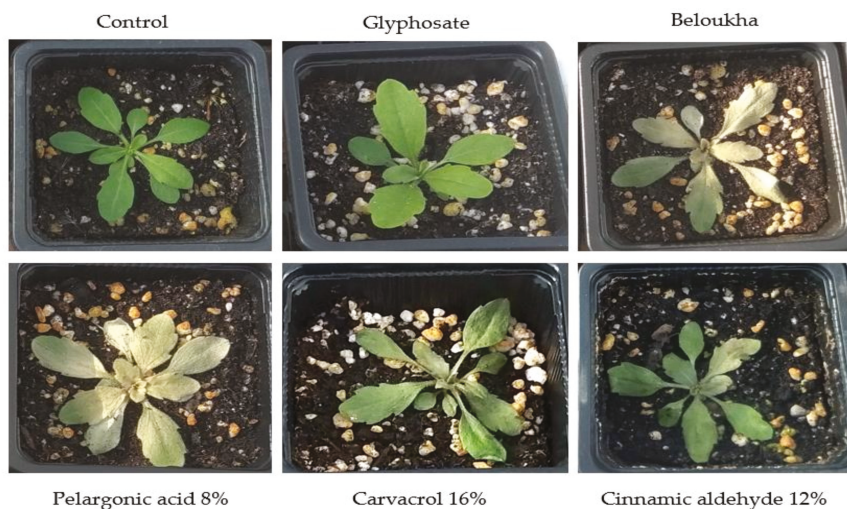 Control
Glyphosate
Beloukha
Pelargonic acid 8%
Carvacrol 16%
Cinnamic aldehyde 12%